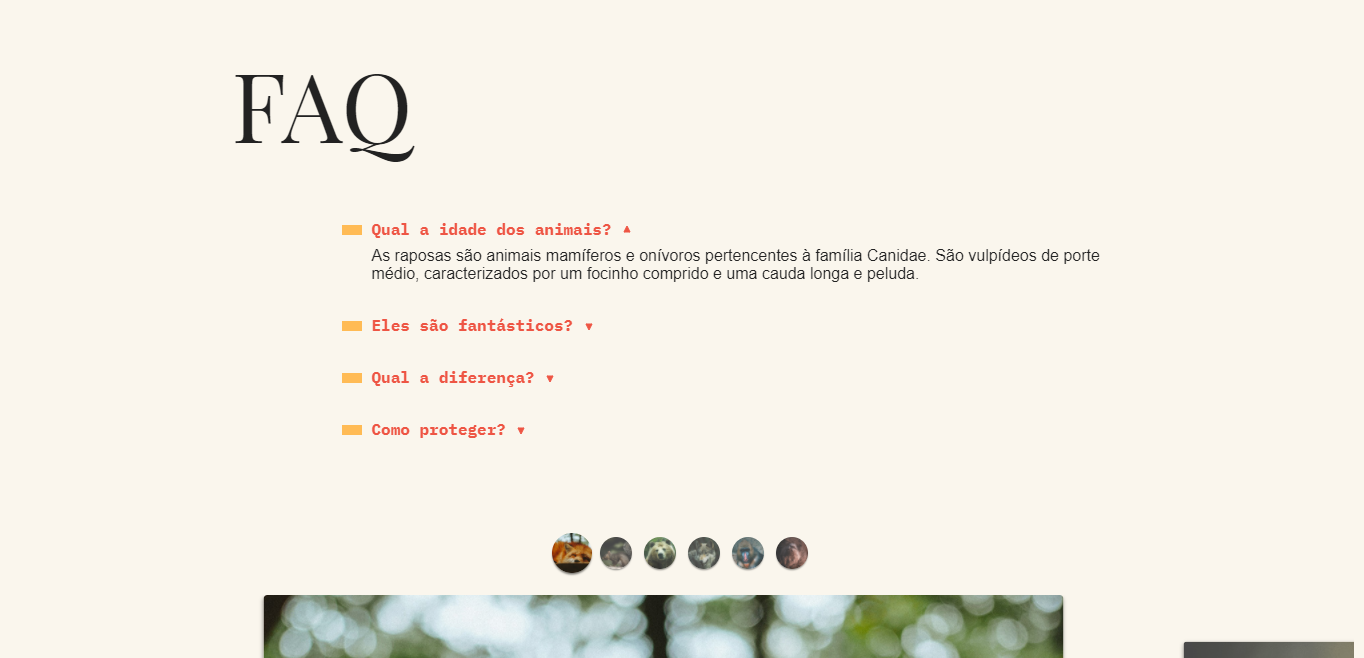 FAQ
Qual a idade dos animais? ▲
As raposas são animais mamíferos e onívoros pertencentes à família Canidae. São vulpídeos de porte
médio, caracterizados por um focinho comprido e uma cauda longa e peluda.
Eles são fantásticos? ▼
Qual a diferença? ▼
Como proteger? ▼